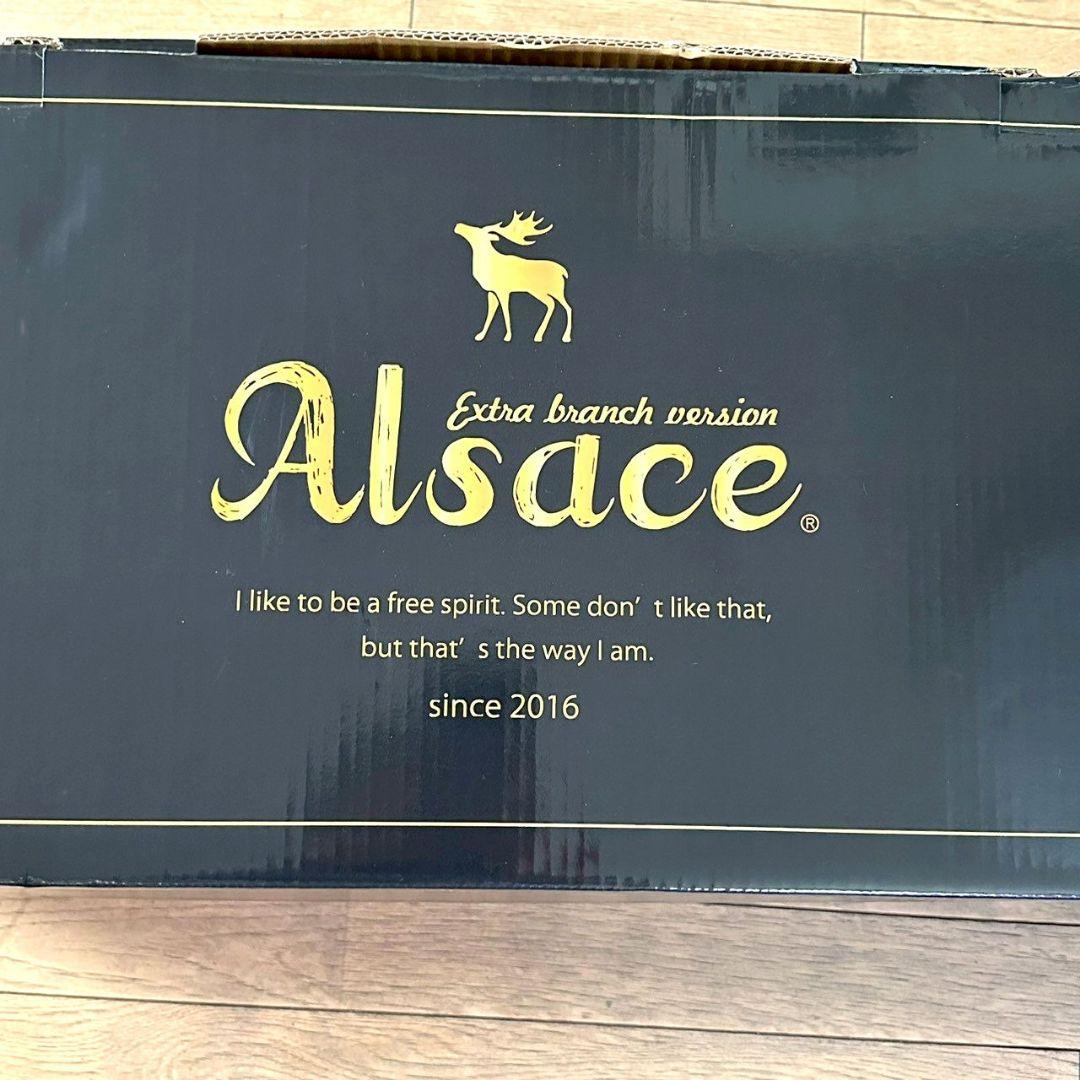 Extra branch version
Alsace®
I like to be a free spirit. Some don’ t like that,
but that’ s the way I am.
since 2016